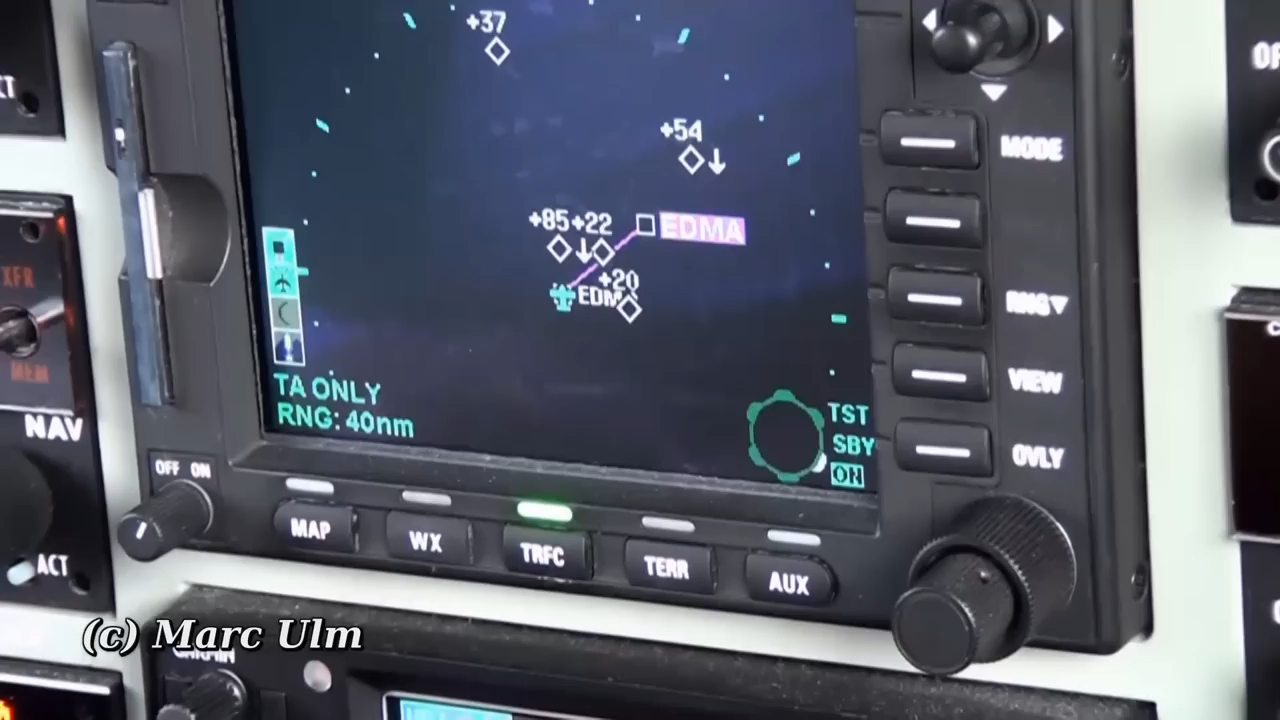 +37
+54
MODE
+85+22
EDMA
+20
EDM
RNG▼
XFR
MEM
VIEW
TA ONLY
RNG: 40nm
TST
SBY
ON
OVLY
NAV
OFF ON
MAP
WX
TRFC
TERR
AUX
ACT
(c) Marc Ulm